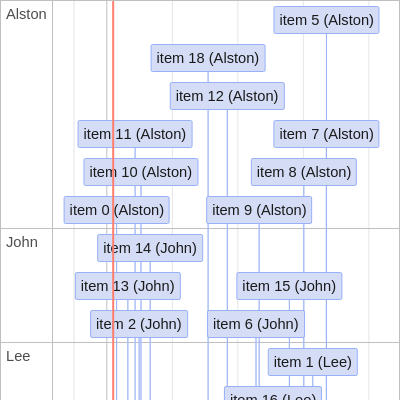 Alston
item 5 (Alston)
item 18 (Alston)
item 12 (Alston)
item 11 (Alston)
item 7 (Alston)
item 10 (Alston)
item 8 (Alston)
item 0 (Alston)
item 9 (Alston)
John
item 14 (John)
item 13 (John)
item 15 (John)
item 2 (John)
item 6 (John)
Lee
item 1 (Lee)
item 16 (Lee)